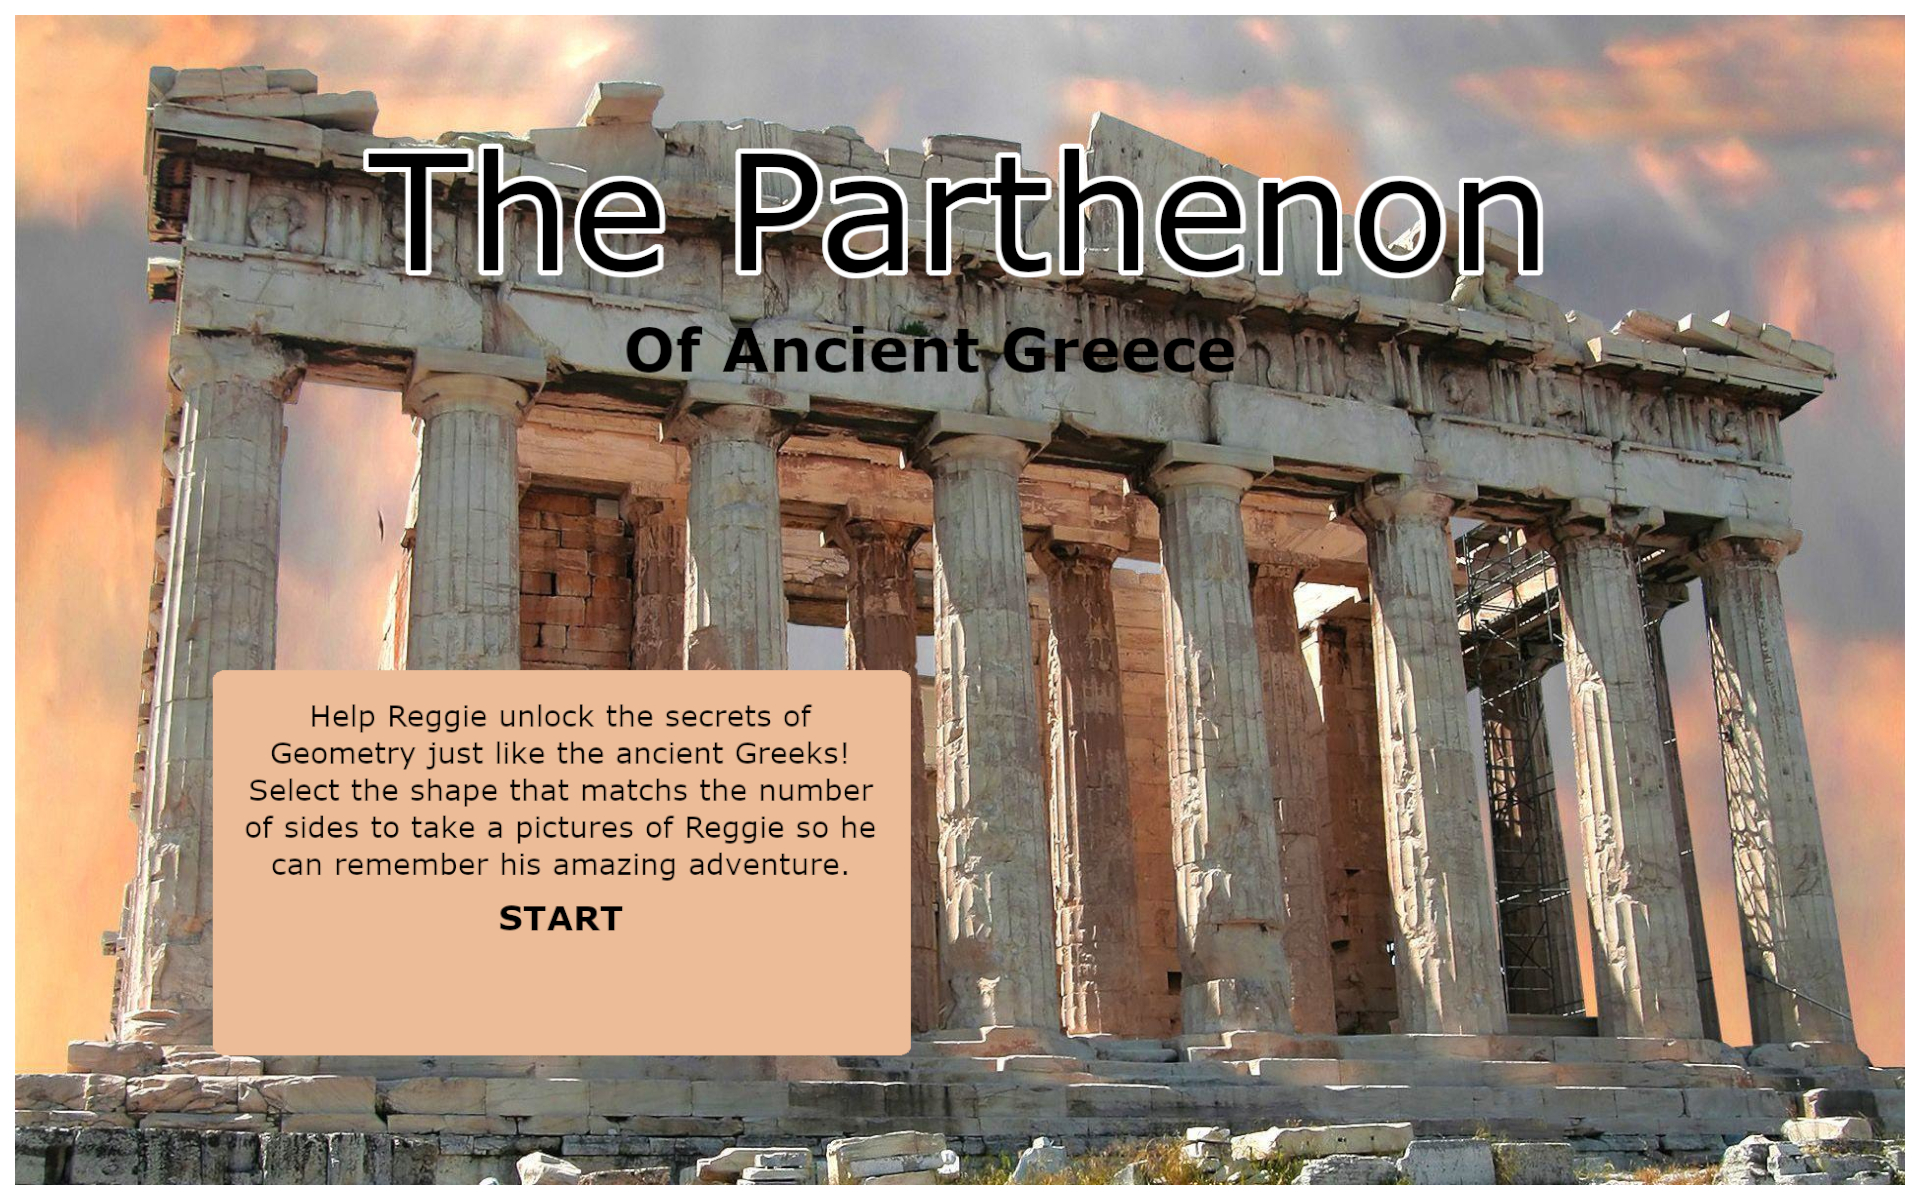 The Parthenon
Of Ancient Greece
Help Reggie unlock the secrets of
Geometry just like the ancient Greeks!
Select the shape that matchs the number
of sides to take a pictures of Reggie so he
can remember his amazing adventure.
START